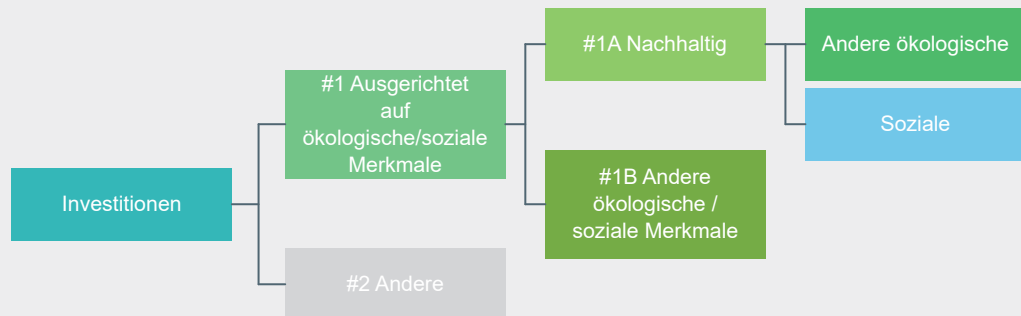 Investitionen
#1 Ausgerichtet
auf
ökologische/soziale
Merkmale
#2 Andere
#1A Nachhaltig
#1B Andere
ökologische /
soziale Merkmale
Andere ökologische
Soziale